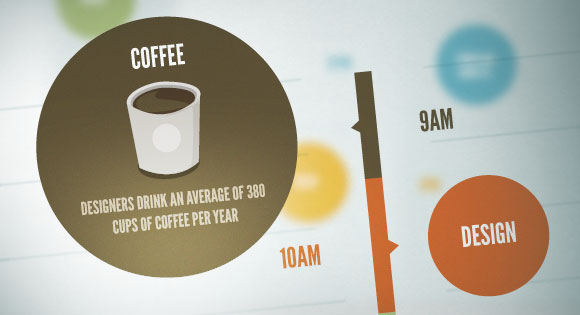 COFFEE
DESIGNERS DRINK AN AVERAGE OF 380
CUPS OF COFFEE PER YEAR
9AM
10AM
DESIGN